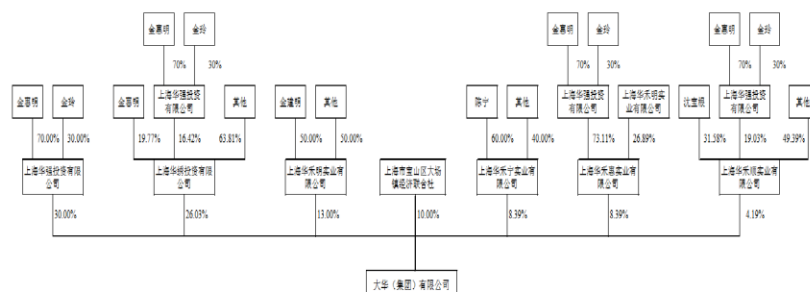 金惠明
金玲
金惠明
金玲
金惠明
金玲
70%
30%
70%
30%
70%
30%
金惠明
金玲
金惠明
上海华强投资
有限公司
其他
金建明
其他
陈宁
其他
上海华强投资
有限公司
上海华禾明实
业有限公司
上海华强投资
有限公司
其他
70.00%
30.00%
19.77%
16.42%
63.81%
50.00%
50.00%
60.00%
40.00%
73.11%
26.89%
31.58%
19.03%
49.39%
上海华强投资有限
公司
上海华炯投资有限
公司
上海华禾明实业有
限公司
上海市宝山区大场
镇经济联合社
上海华禾宁实业有
限公司
上海华禾恩实业有
限公司
上海华禾顺实业有
限公司
30.00%
26.03%
13.00%
10.00%
8.39%
8.39%
4.19%
大华（集团）有限公司